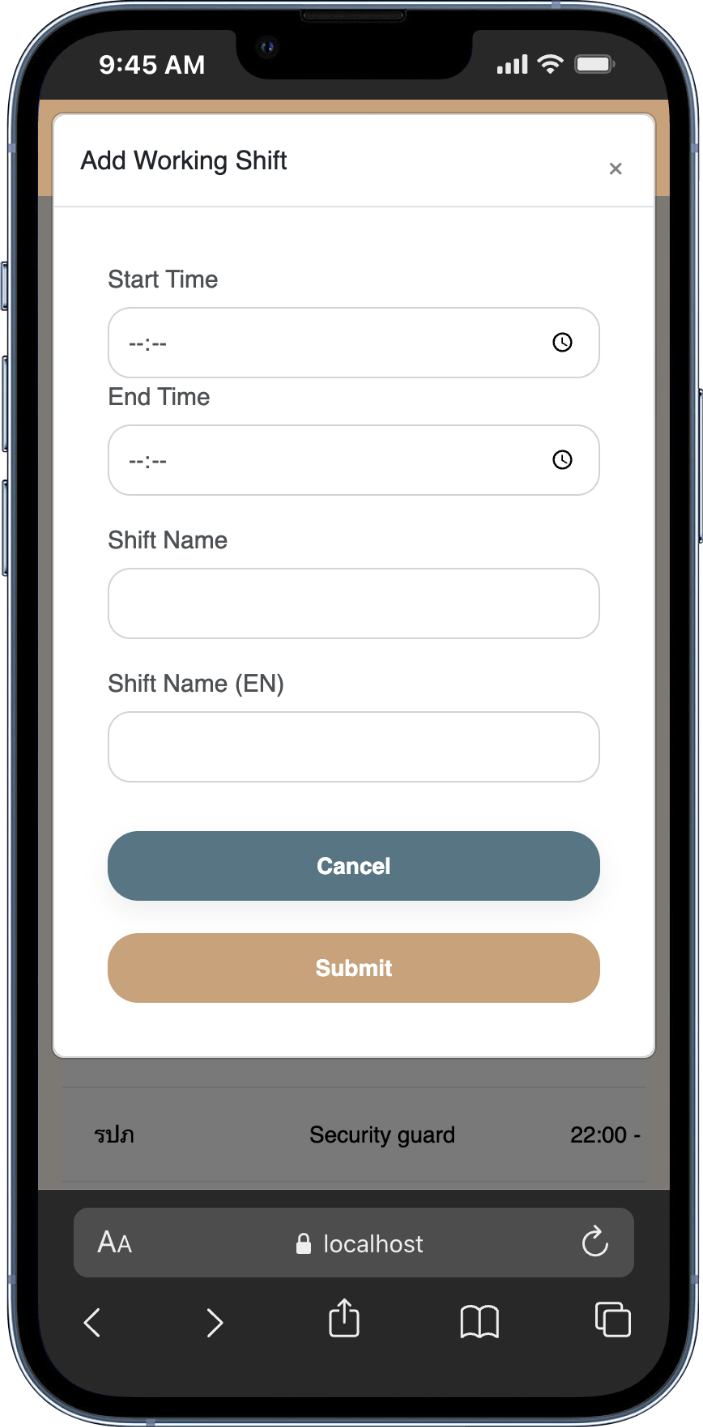 9:45 AM
Add Working Shift
×
Start Time
--:--
End Time
--:--
Shift Name
Shift Name (EN)
Cancel
Submit
รปภ Security guard 22:00 -
AA localhost